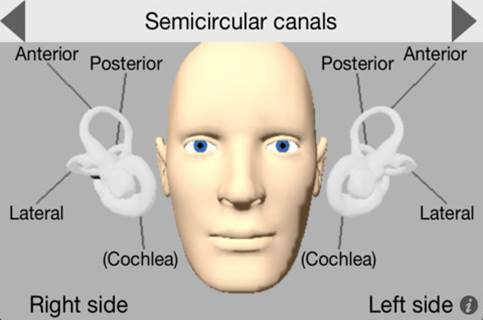 Semicircular canals
Anterior
Posterior
Posterior
Anterior
Lateral
Lateral
(Cochlea)
(Cochlea)
Right side
Left side i